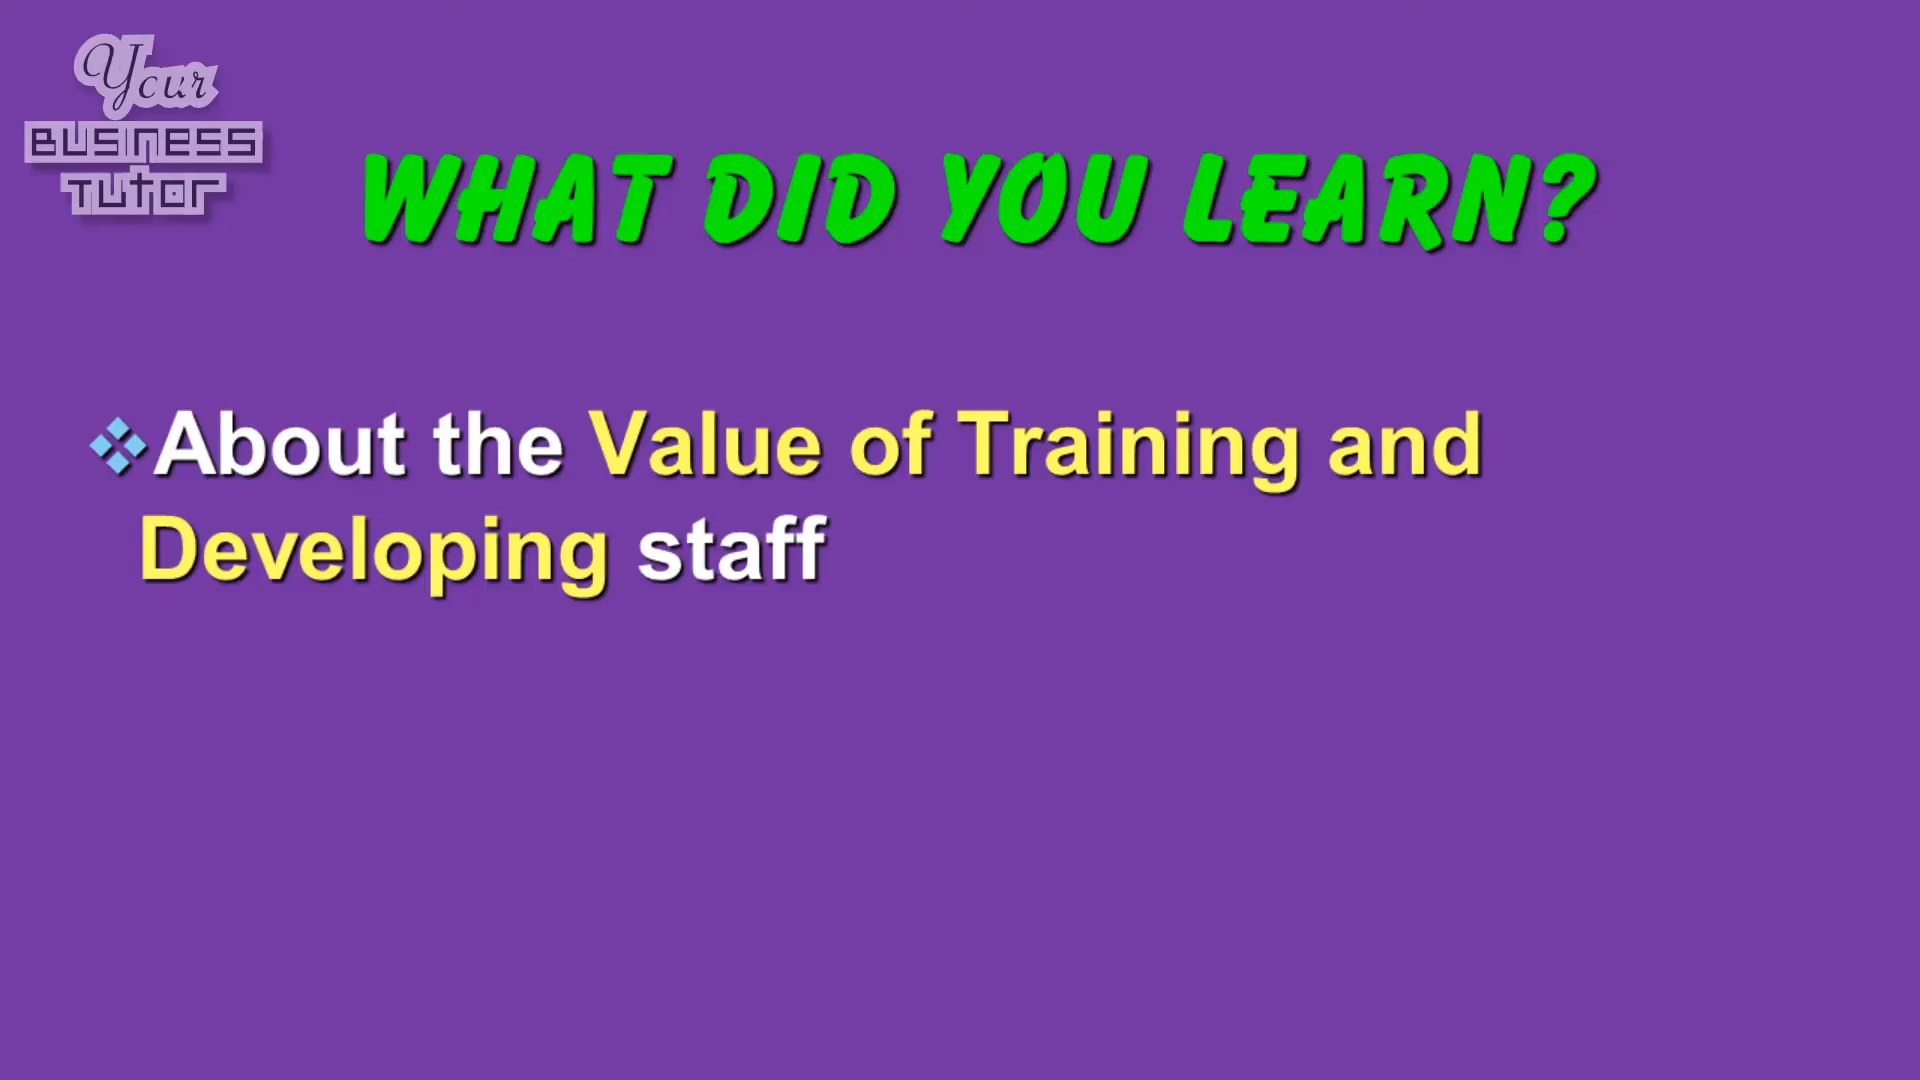 Your
BUSINESS
TUTOR
WHAT DID YOU LEARN?
About the Value of Training and
Developing staff